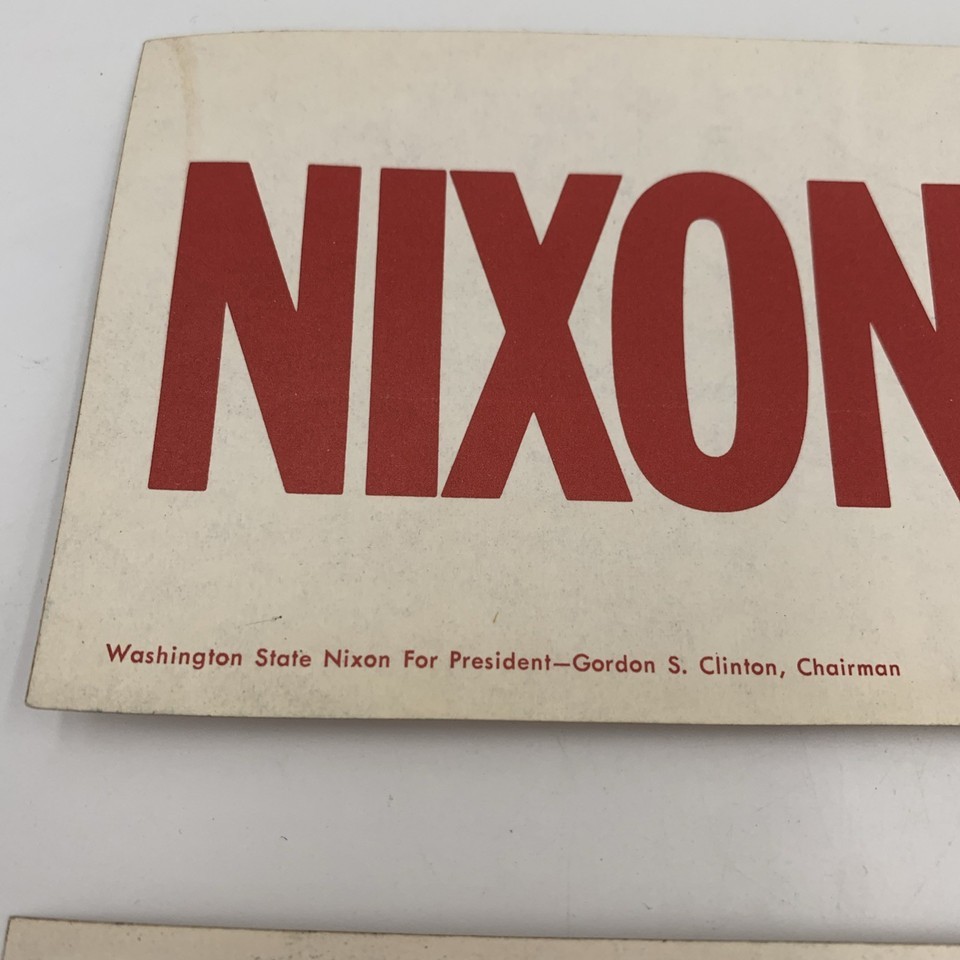 NIXON
Washington State Nixon For President—Gordon S. Clinton, Chairman